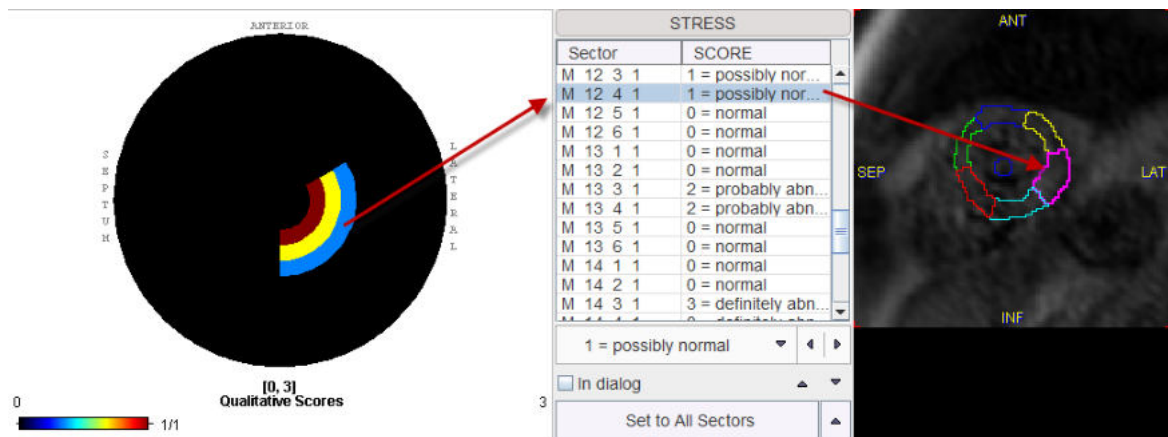 ANTERIOR
SEPTUM
LATERAL
[0, 3]
Qualitative Scores
0
3
1/1
STRESS
Sector SCORE
M 12 3 1 1 = possibly nor...
M 12 4 1 1 = possibly nor...
M 12 5 1 0 = normal
M 12 6 1 0 = normal
M 13 1 1 0 = normal
M 13 2 1 0 = normal
M 13 3 1 2 = probably abn...
M 13 4 1 2 = probably abn...
M 13 5 1 0 = normal
M 13 6 1 0 = normal
M 14 1 1 0 = normal
M 14 2 1 0 = normal
M 14 3 1 3 = definitely abn...
1 = possibly normal
In dialog
Set to All Sectors
ANT
SEP
LAT
INF